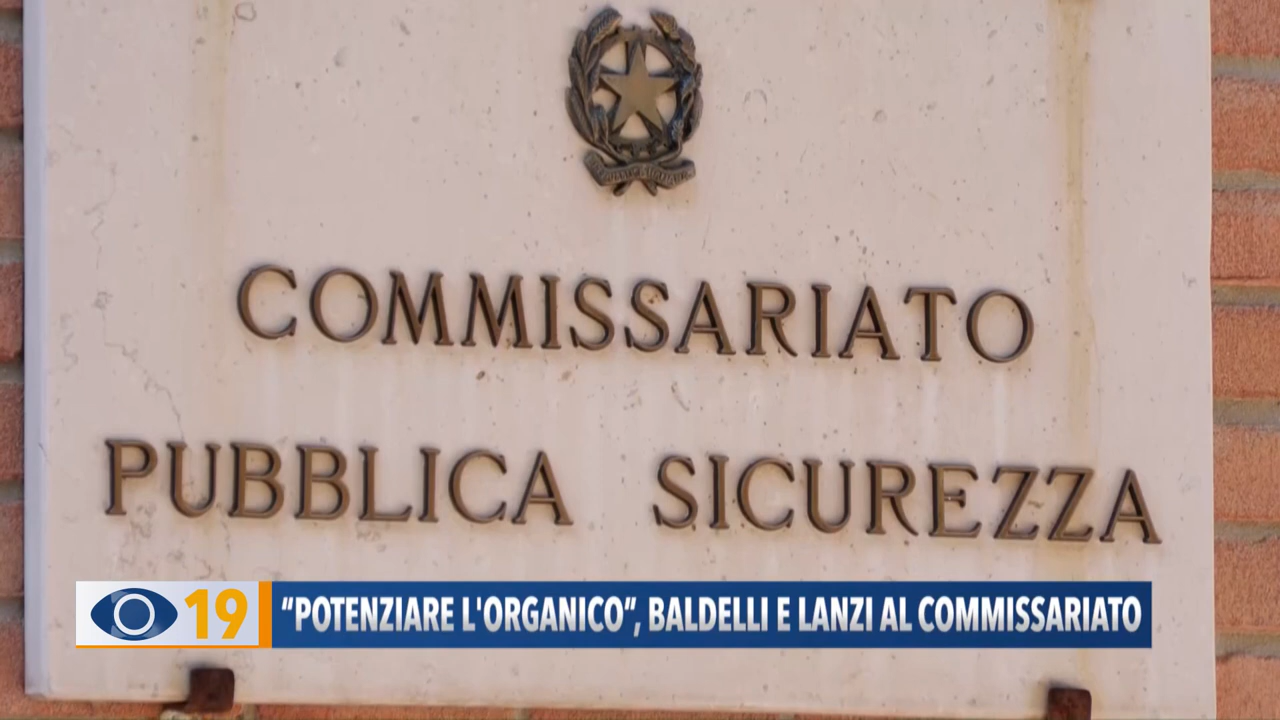 COMMISSARIATO
PUBBLICA SICUREZZA
19 “POTENZIARE L'ORGANICO”, BALDELLI E LANZI AL COMMISSARIATO